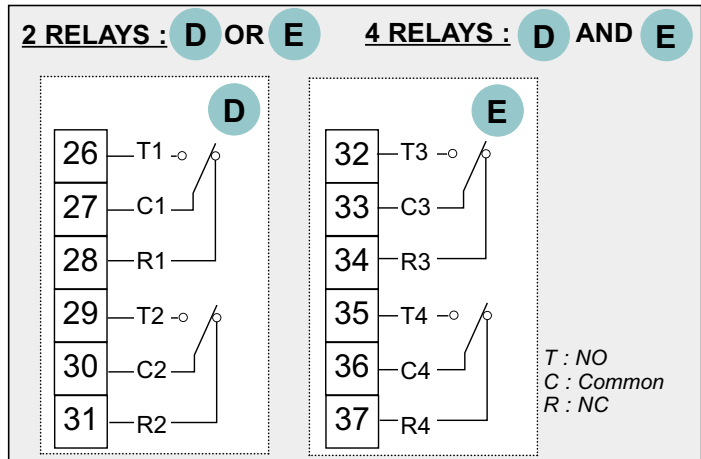 2 RELAYS : D OR E
4 RELAYS : D AND E
D
26 T1
27 C1
28 R1
29 T2
30 C2
31 R2
E
32 T3
33 C3
34 R3
35 T4
36 C4
37 R4
T : NO
C : Common
R : NC